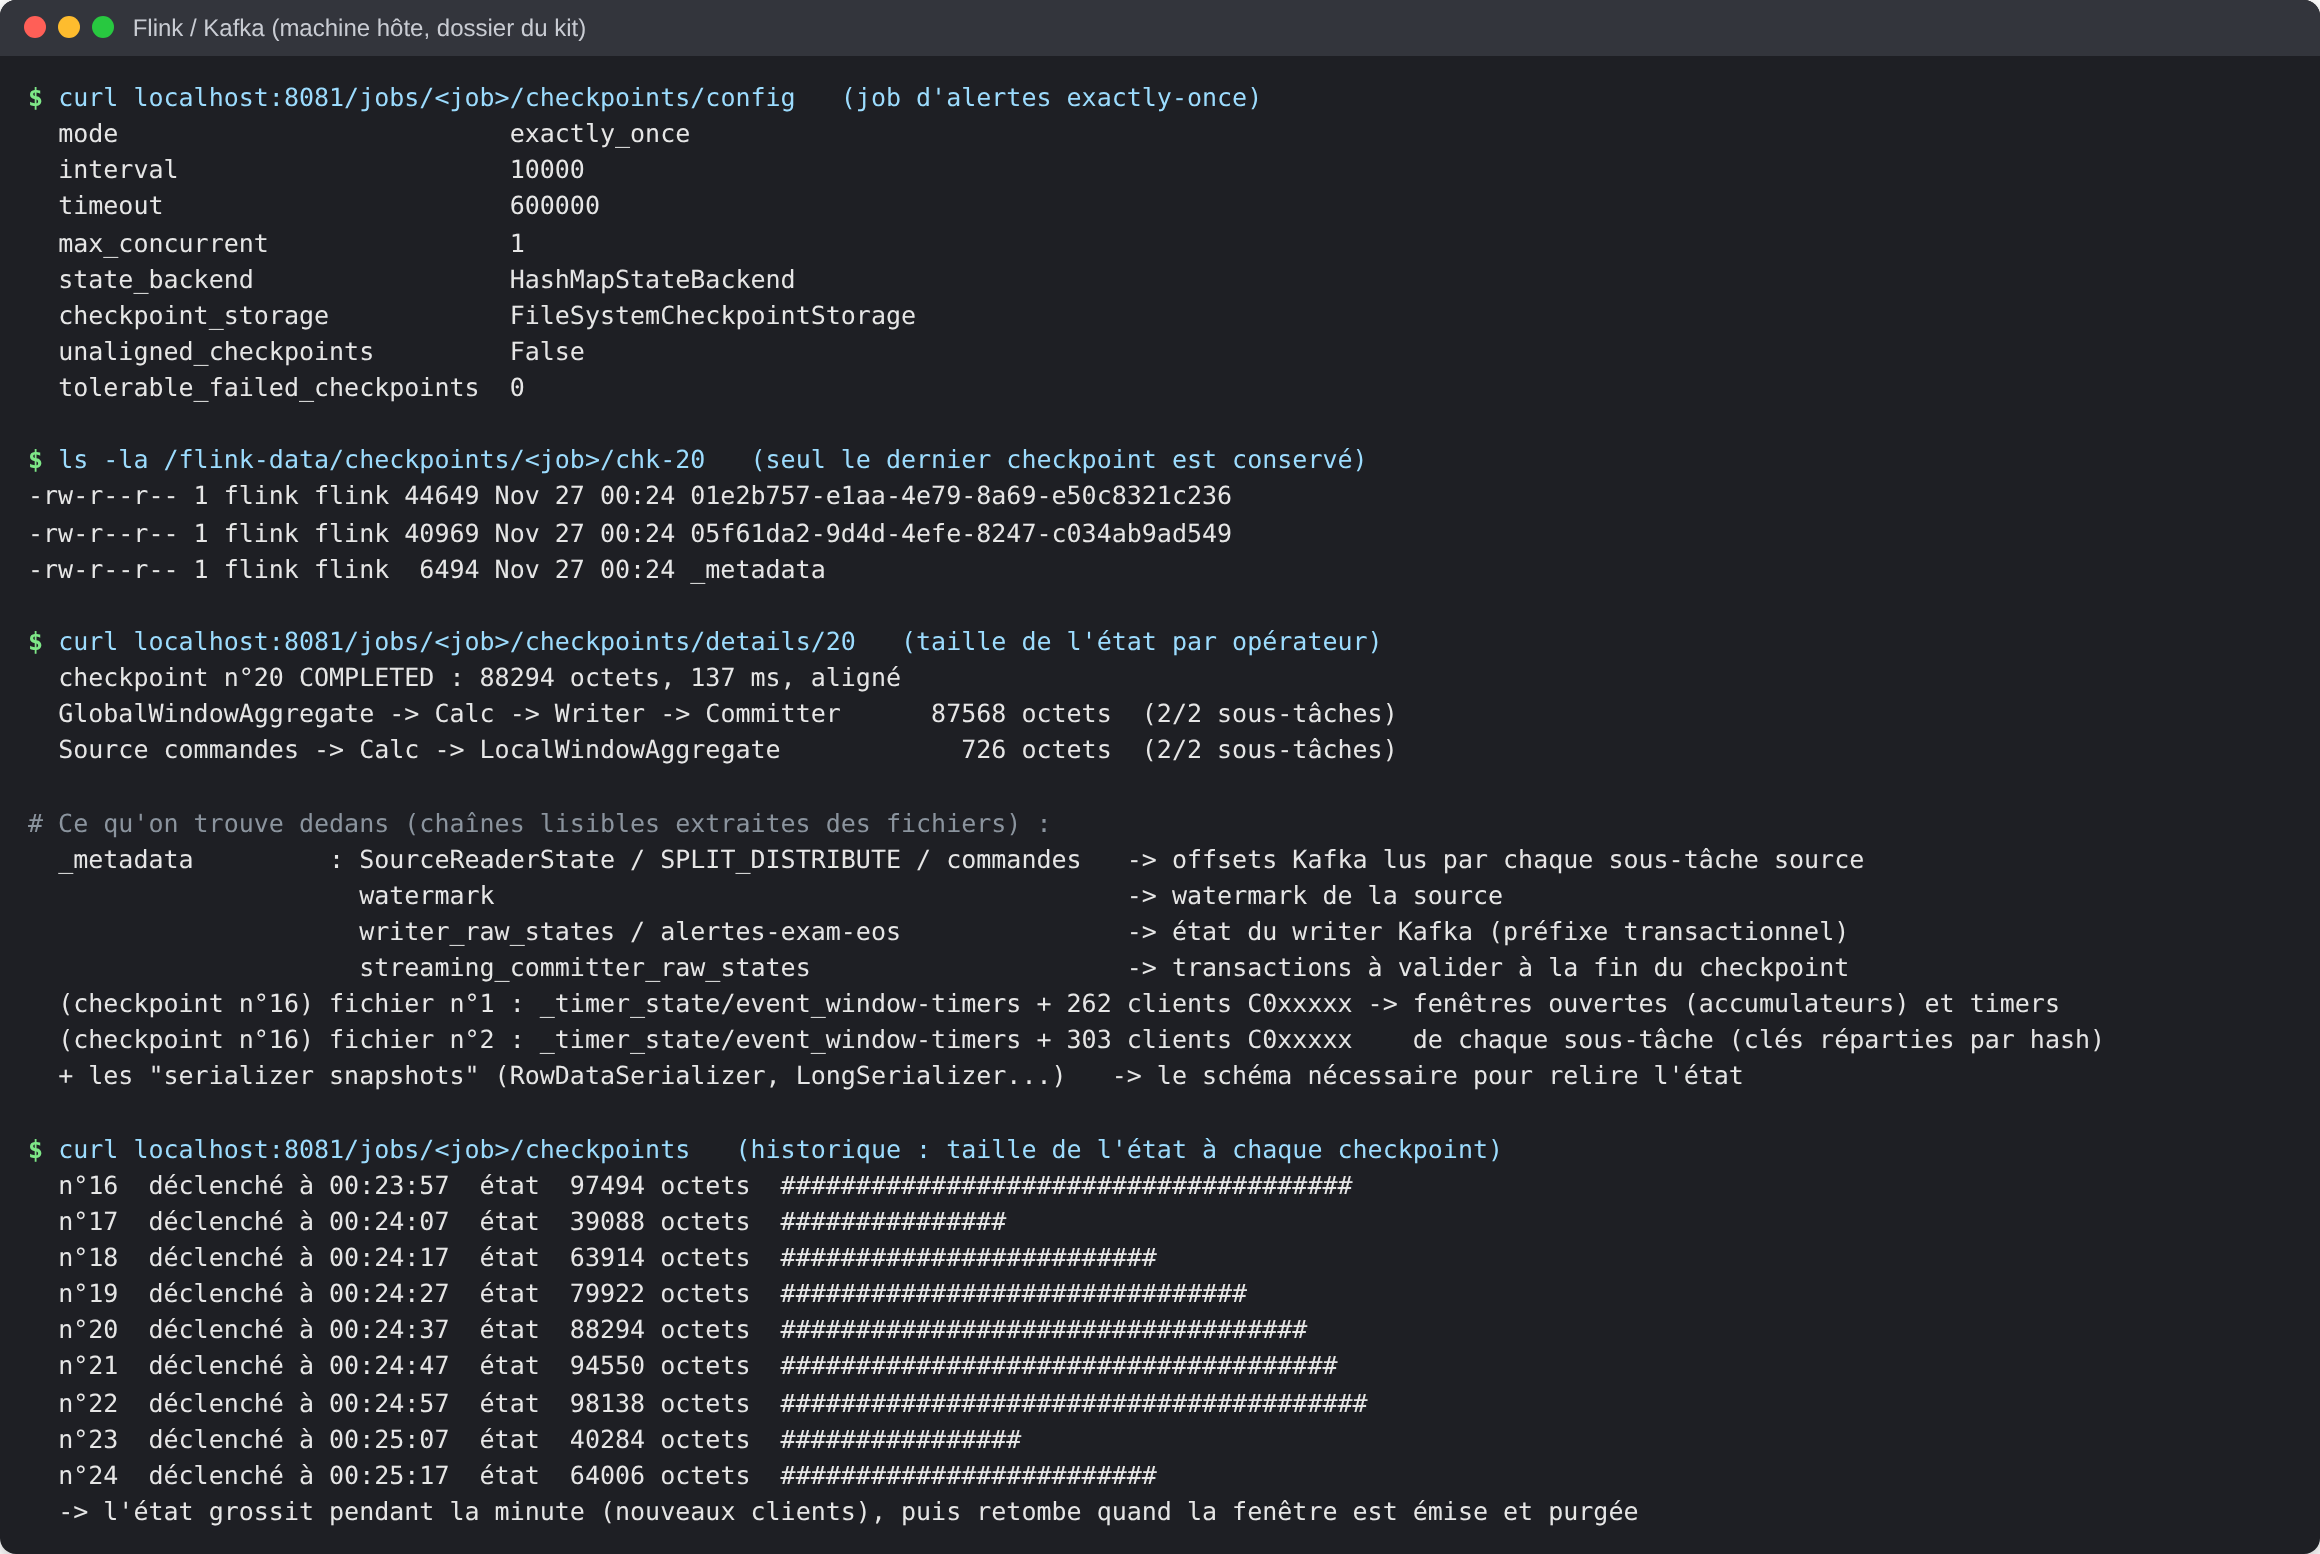 Flink / Kafka (machine hôte, dossier du kit)
$ curl localhost:8081/jobs/<job>/checkpoints/config   (job d'alertes exactly-once)
  mode                          exactly_once
  interval                      10000
  timeout                       600000
  max_concurrent                1
  state_backend                 HashMapStateBackend
  checkpoint_storage            FileSystemCheckpointStorage
  unaligned_checkpoints         False
  tolerable_failed_checkpoints  0
$ ls -la /flink-data/checkpoints/<job>/chk-20   (seul le dernier checkpoint est conservé)
-rw-r--r-- 1 flink flink 44649 Nov 27 00:24 01e2b757-e1aa-4e79-8a69-e50c8321c236
-rw-r--r-- 1 flink flink 40969 Nov 27 00:24 05f61da2-9d4d-4efe-8247-c034ab9ad549
-rw-r--r-- 1 flink flink  6494 Nov 27 00:24 _metadata
$ curl localhost:8081/jobs/<job>/checkpoints/details/20   (taille de l'état par opérateur)
  checkpoint n°20 COMPLETED : 88294 octets, 137 ms, aligné
  GlobalWindowAggregate -> Calc -> Writer -> Committer      87568 octets  (2/2 sous-tâches)
  Source commandes -> Calc -> LocalWindowAggregate            726 octets  (2/2 sous-tâches)
# Ce qu'on trouve dedans (chaînes lisibles extraites des fichiers) :
  _metadata         : SourceReaderState / SPLIT_DISTRIBUTE / commandes   -> offsets Kafka lus par chaque sous-tâche source
                      watermark                                          -> watermark de la source
                      writer_raw_states / alertes-exam-eos               -> état du writer Kafka (préfixe transactionnel)
                      streaming_committer_raw_states                     -> transactions à valider à la fin du checkpoint
  (checkpoint n°16) fichier n°1 : _timer_state/event_window-timers + 262 clients C0xxxxx -> fenêtres ouvertes (accumulateurs) et timers
  (checkpoint n°16) fichier n°2 : _timer_state/event_window-timers + 303 clients C0xxxxx    de chaque sous-tâche (clés réparties par hash)
  + les "serializer snapshots" (RowDataSerializer, LongSerializer...)   -> le schéma nécessaire pour relire l'état
$ curl localhost:8081/jobs/<job>/checkpoints   (historique : taille de l'état à chaque checkpoint)
  n°16  déclenché à 00:23:57  état  97494 octets  ######################################
  n°17  déclenché à 00:24:07  état  39088 octets  ###############
  n°18  déclenché à 00:24:17  état  63914 octets  #########################
  n°19  déclenché à 00:24:27  état  79922 octets  ###############################
  n°20  déclenché à 00:24:37  état  88294 octets  ###################################
  n°21  déclenché à 00:24:47  état  94550 octets  #####################################
  n°22  déclenché à 00:24:57  état  98138 octets  #######################################
  n°23  déclenché à 00:25:07  état  40284 octets  ################
  n°24  déclenché à 00:25:17  état  64006 octets  #########################
  -> l'état grossit pendant la minute (nouveaux clients), puis retombe quand la fenêtre est émise et purgée